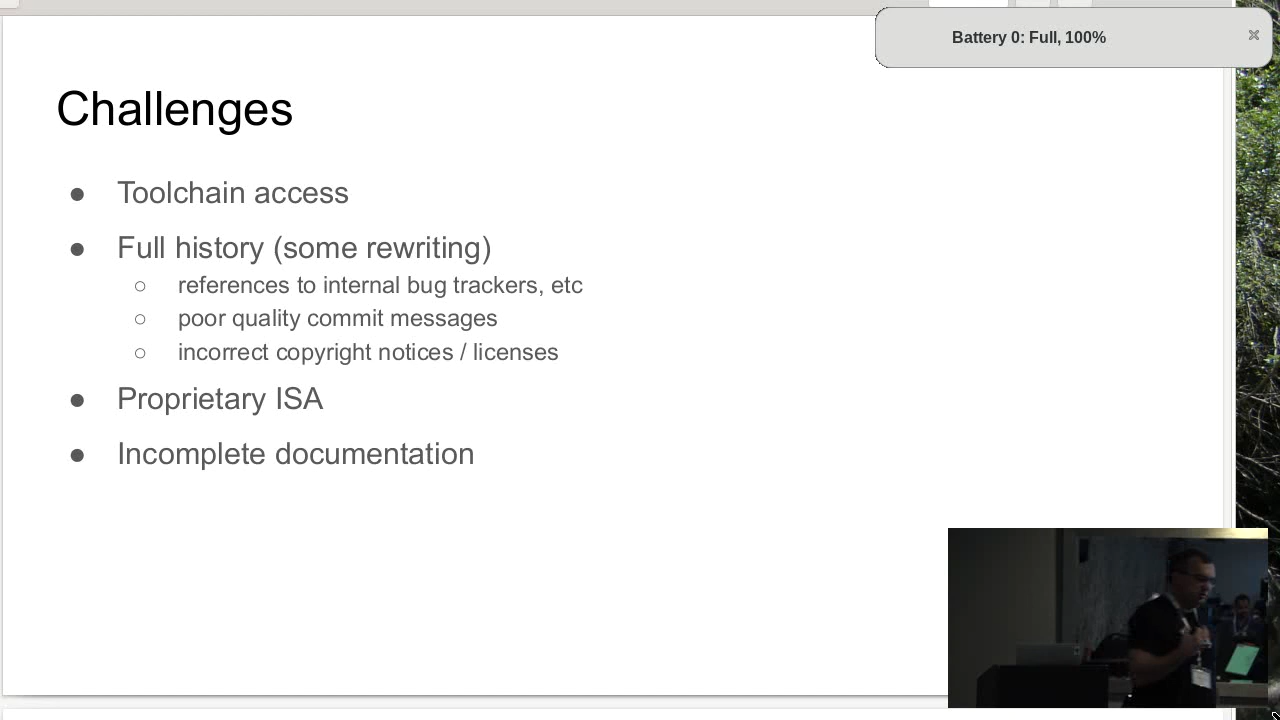 Battery 0: Full, 100%
Challenges
● Toolchain access
● Full history (some rewriting)
○ references to internal bug trackers, etc
○ poor quality commit messages
○ incorrect copyright notices / licenses
● Proprietary ISA
● Incomplete documentation